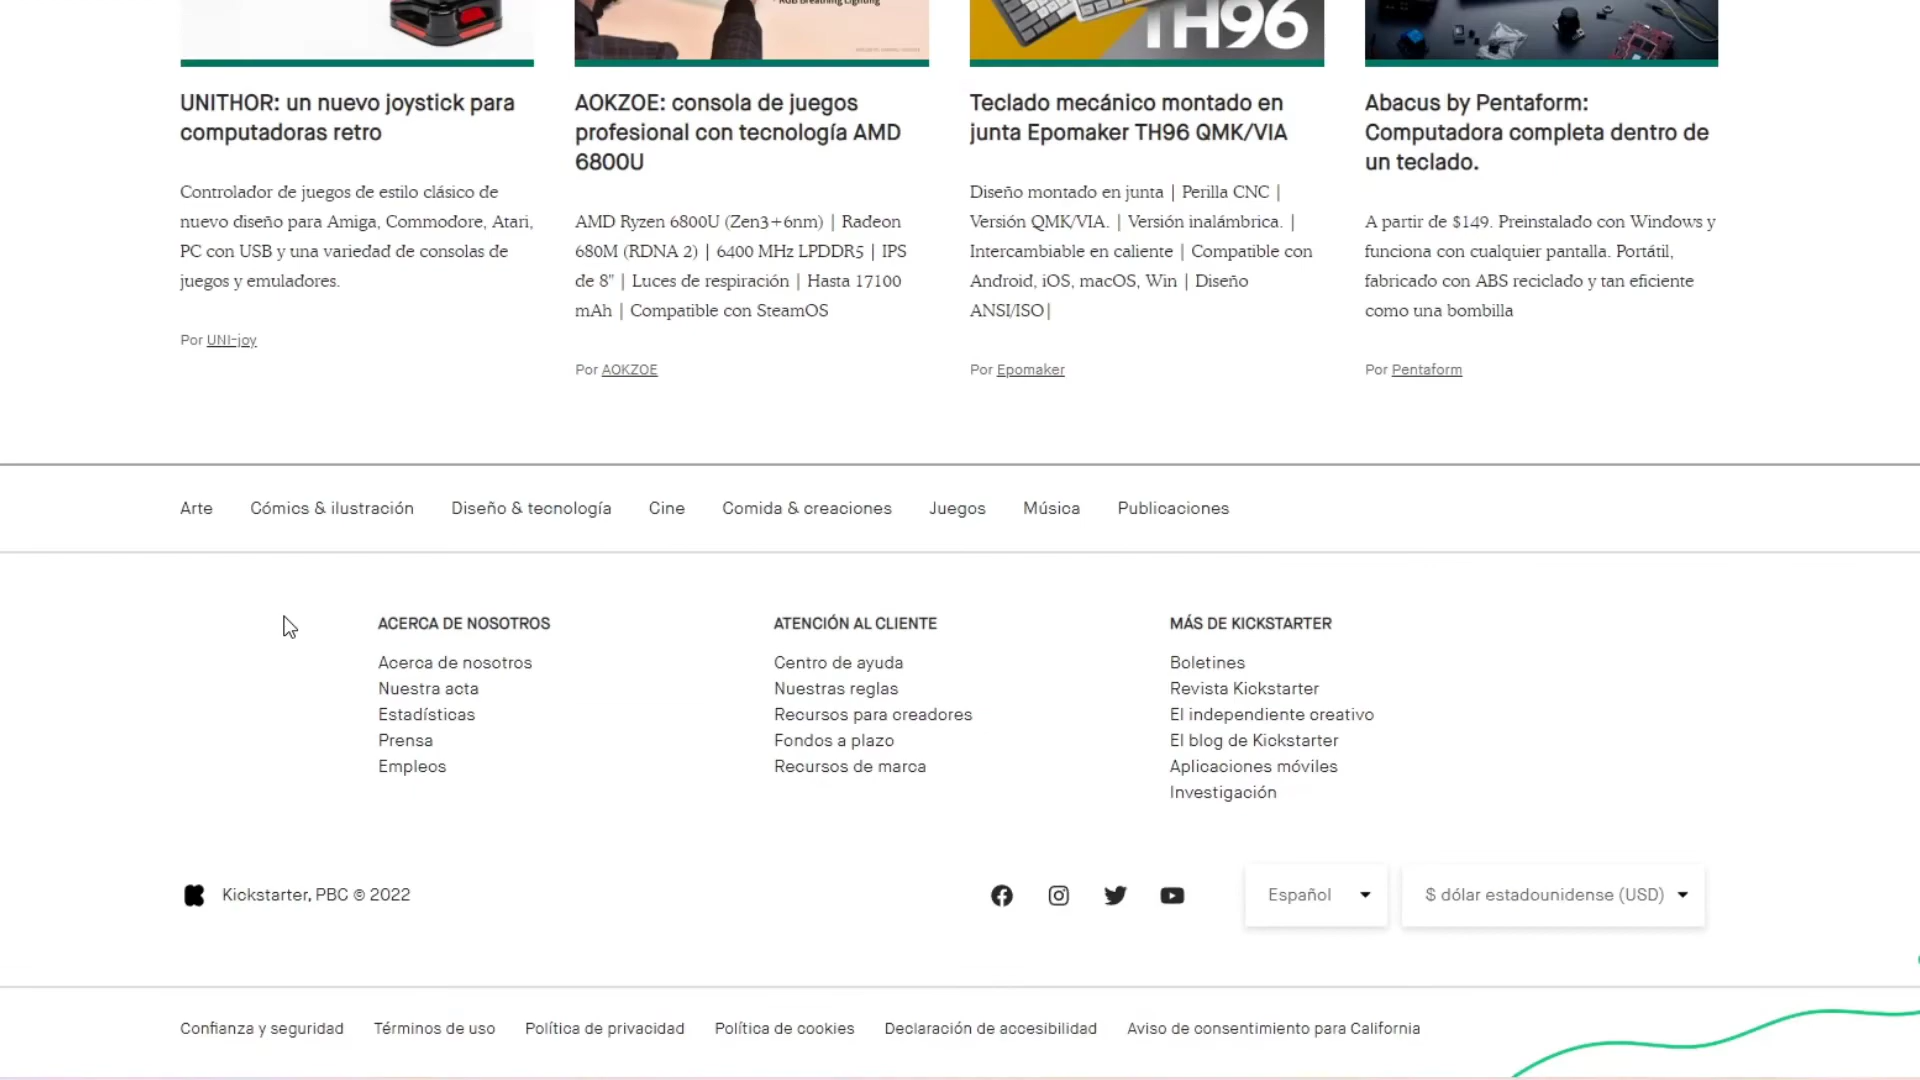 RGB Breathing Lighting
TH96
UNITHOR: un nuevo joystick para
computadoras retro
Controlador de juegos de estilo clásico de
nuevo diseño para Amiga, Commodore, Atari,
PC con USB y una variedad de consolas de
juegos y emuladores.
Por UNI-joy
AOKZOE: consola de juegos
profesional con tecnología AMD
6800U
AMD Ryzen 6800U (Zen3+6nm) | Radeon
680M (RDNA 2) | 6400 MHz LPDDR5 | IPS
de 8" | Luces de respiración | Hasta 17100
mAh | Compatible con SteamOS
Por AOKZOE
Teclado mecánico montado en
junta Epomaker TH96 QMK/VIA
Diseño montado en junta | Perilla CNC |
Versión QMK/VIA. | Versión inalámbrica. |
Intercambiable en caliente | Compatible con
Android, iOS, macOS, Win | Diseño
ANSI/ISO|
Por Epomaker
Abacus by Pentaform:
Computadora completa dentro de
un teclado.
A partir de $149. Preinstalado con Windows y
funciona con cualquier pantalla. Portátil,
fabricado con ABS reciclado y tan eficiente
como una bombilla
Por Pentaform
Arte Cómics & ilustración Diseño & tecnología Cine Comida & creaciones Juegos Música Publicaciones
ACERCA DE NOSOTROS
Acerca de nosotros
Nuestra acta
Estadísticas
Prensa
Empleos
ATENCIÓN AL CLIENTE
Centro de ayuda
Nuestras reglas
Recursos para creadores
Fondos a plazo
Recursos de marca
MÁS DE KICKSTARTER
Boletines
Revista Kickstarter
El independiente creativo
El blog de Kickstarter
Aplicaciones móviles
Investigación
Kickstarter, PBC © 2022
Español
$ dólar estadounidense (USD)
Confianza y seguridad Términos de uso Política de privacidad Política de cookies Declaración de accesibilidad Aviso de consentimiento para California